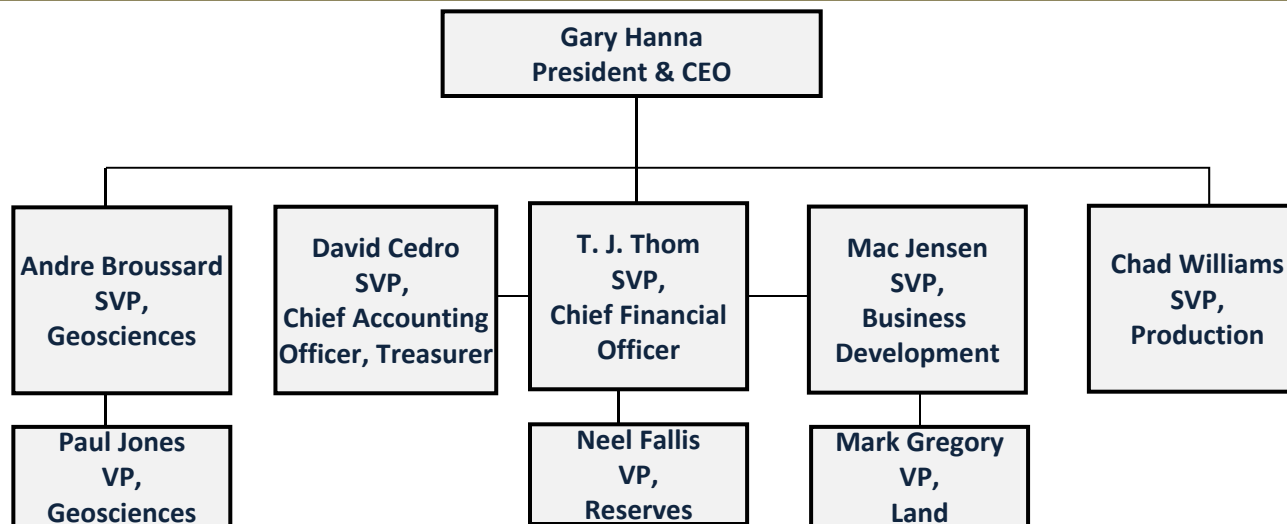 Gary Hanna
President & CEO
Andre Broussard
SVP,
Geosciences
David Cedro
SVP,
Chief Accounting
Officer, Treasurer
T. J. Thom
SVP,
Chief Financial
Officer
Mac Jensen
SVP,
Business
Development
Chad Williams
SVP,
Production
Paul Jones
VP,
Geosciences
Neel Fallis
VP,
Reserves
Mark Gregory
VP,
Land